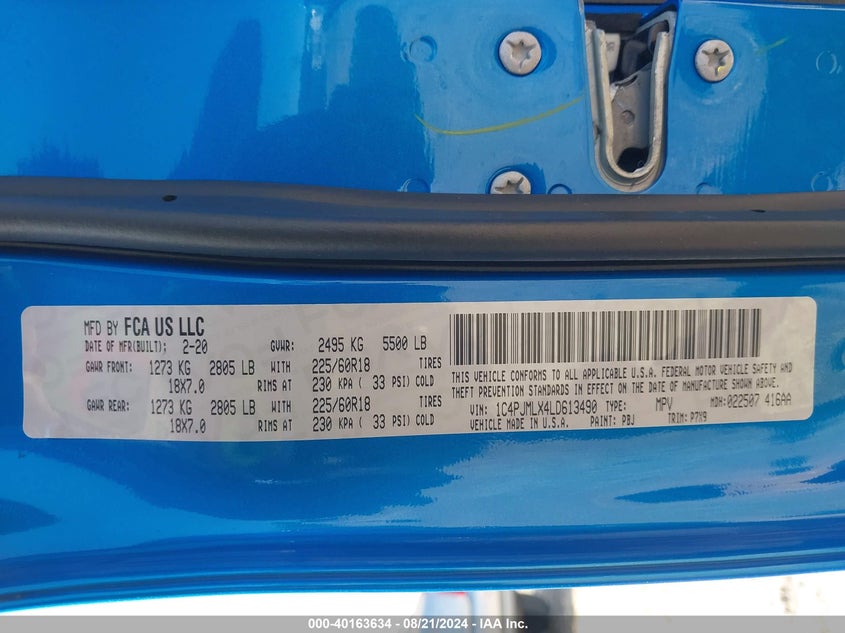 MFD BY FCA US LLC
DATE OF MFR(BUILT): 2-20 GVWR: 2495 KG 5500 LB
GAWR FRONT: 1273 KG 2805 LB WITH 225/60R18 TIRES
18X7.0 RIMS AT 230 KPA ( 33 PSI) COLD
GAWR REAR: 1273 KG 2805 LB WITH 225/60R18 TIRES
18X7.0 RIMS AT 230 KPA ( 33 PSI) COLD
THIS VEHICLE CONFORMS TO ALL APPLICABLE U.S.A. FEDERAL MOTOR VEHICLE SAFETY AND
THEFT PREVENTION STANDARDS IN EFFECT ON THE DATE OF MANUFACTURE SHOWN ABOVE.
VIN: 1C4PJMLX4LD613490 TYPE: MPV MDH: 022507 416AA
VEHICLE MADE IN U.S.A. PAINT: PBJ TRIM: P7X9
000-40163634 - 08/21/2024 - IAA Inc.